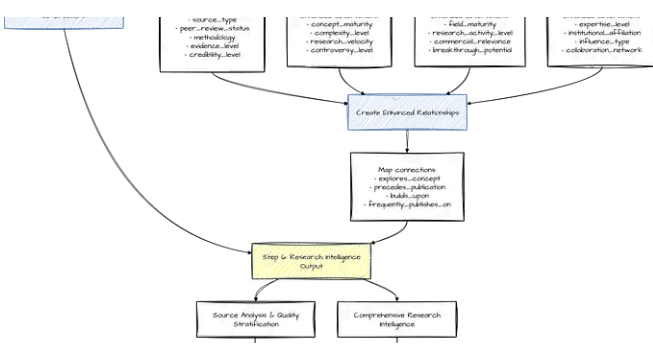 - source_type
- peer_review_status
- methodology
- evidence_level
- credibility_level
- concept_maturity
- complexity_level
- research_velocity
- controversy_level
- field_maturity
- research_activity_level
- commercial_relevance
- breakthrough_potential
- expertise_level
- institutional_affiliation
- influence_type
- collaboration_network
Create Enhanced Relationships
Map connections:
- explores_concept
- precedes_publication
- builds_upon
- frequently_publishes_on
Step 6: Research Intelligence
Output
Source Analysis & Quality
Stratification
Comprehensive Research
Intelligence